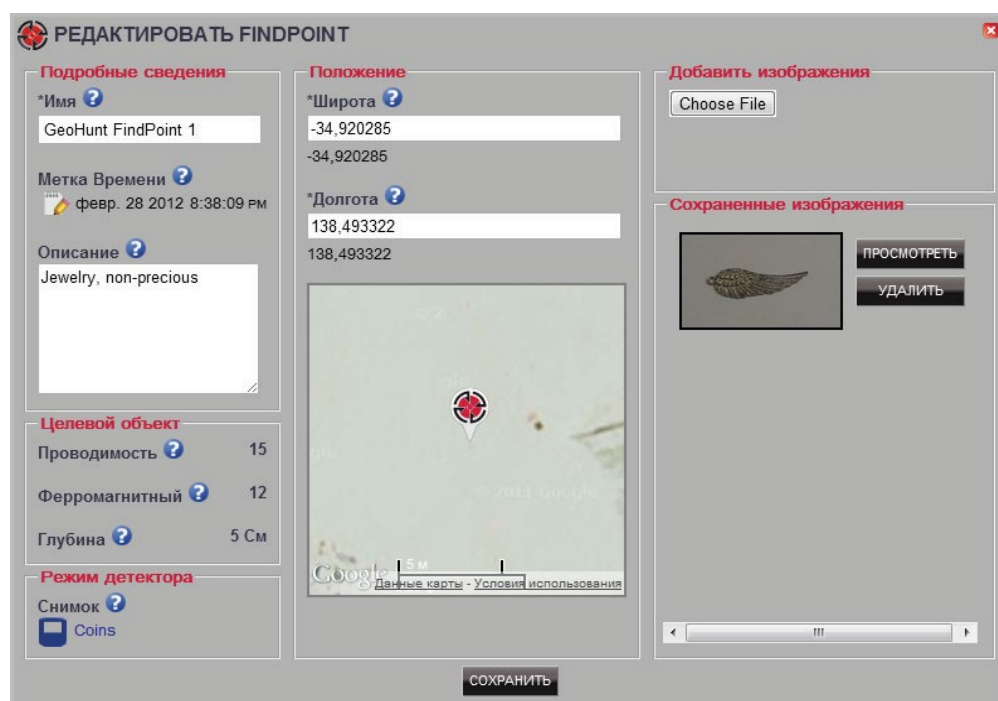 РЕДАКТИРОВАТЬ FINDPOINT
Подробные сведения
*Имя
GeoHunt FindPoint 1
Метка Времени
февр. 28 2012 8:38:09 PM
Описание
Jewelry, non-precious
Целевой объект
Проводимость 15
Ферромагнитный 12
Глубина 5 См
Режим детектора
Снимок
Coins
Положение
*Широта
-34,920285
-34,920285
*Долгота
138,493322
138,493322
© 2011 Google
5 м
Google
Данные карты - Условия использования
Добавить изображения
Choose File
Сохраненные изображения
ПРОСМОТРЕТЬ
УДАЛИТЬ
СОХРАНИТЬ